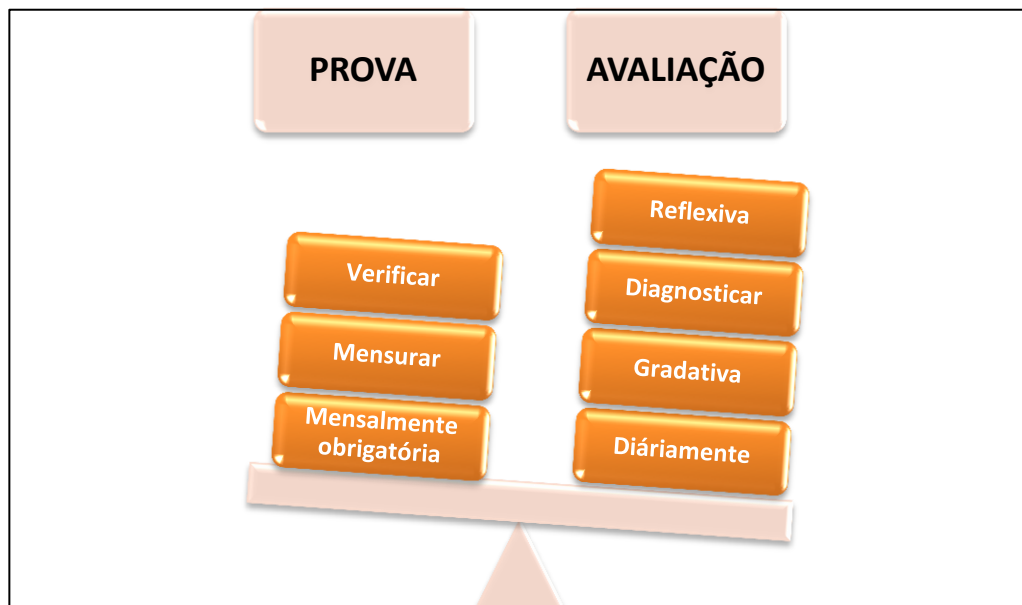 PROVA
AVALIAÇÃO
Verificar
Mensurar
Mensalmente
obrigatória
Reflexiva
Diagnosticar
Gradativa
Diáriamente